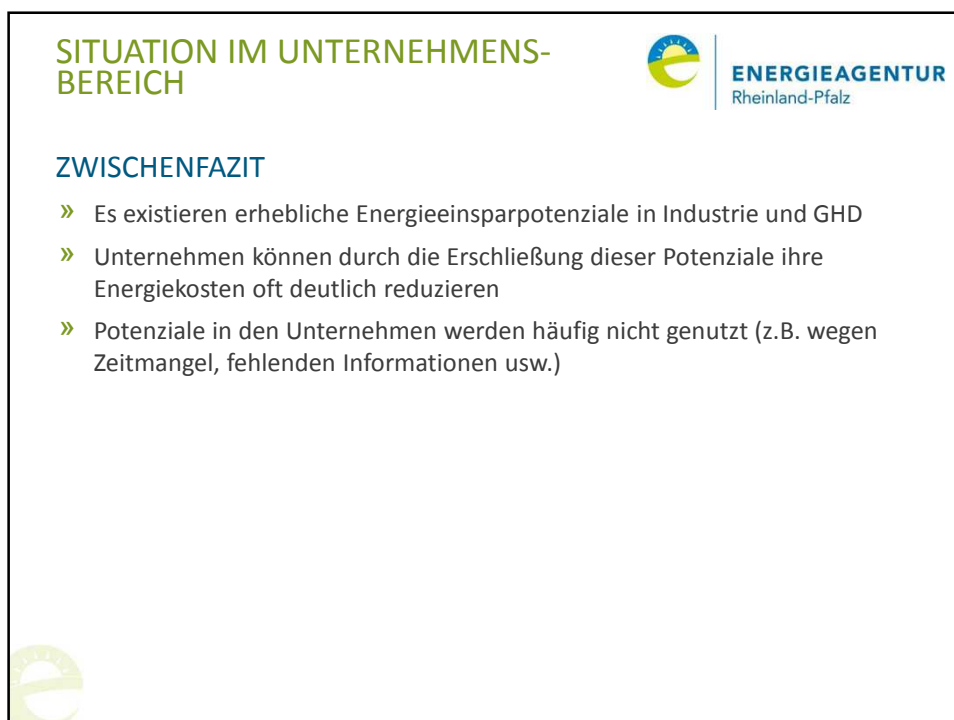 SITUATION IM UNTERNEHMENS-
BEREICH
ENERGIEAGENTUR
Rheinland-Pfalz
ZWISCHENFAZIT
» Es existieren erhebliche Energieeinsparpotenziale in Industrie und GHD
» Unternehmen können durch die Erschließung dieser Potenziale ihre
Energiekosten oft deutlich reduzieren
» Potenziale in den Unternehmen werden häufig nicht genutzt (z.B. wegen
Zeitmangel, fehlenden Informationen usw.)